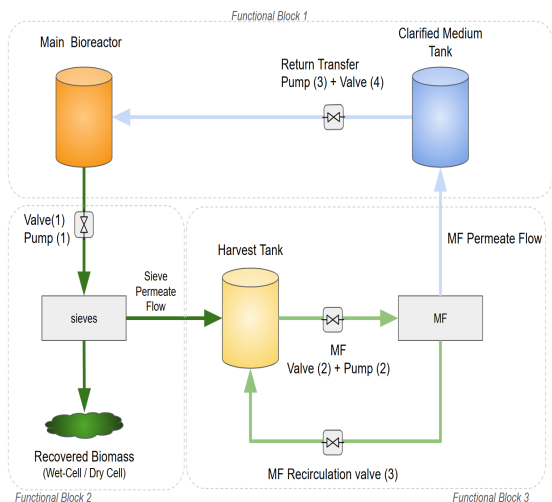 Functional Block 1
Main Bioreactor
Clarified Medium
Tank
Return Transfer
Pump (3) + Valve (4)
Valve(1)
Pump (1)
MF Permeate Flow
Harvest Tank
Sieve
Permeate
Flow
sieves
MF
MF
Valve (2) + Pump (2)
Recovered Biomass
(Wet-Cell / Dry Cell)
MF Recirculation valve (3)
Functional Block 2
Functional Block 3